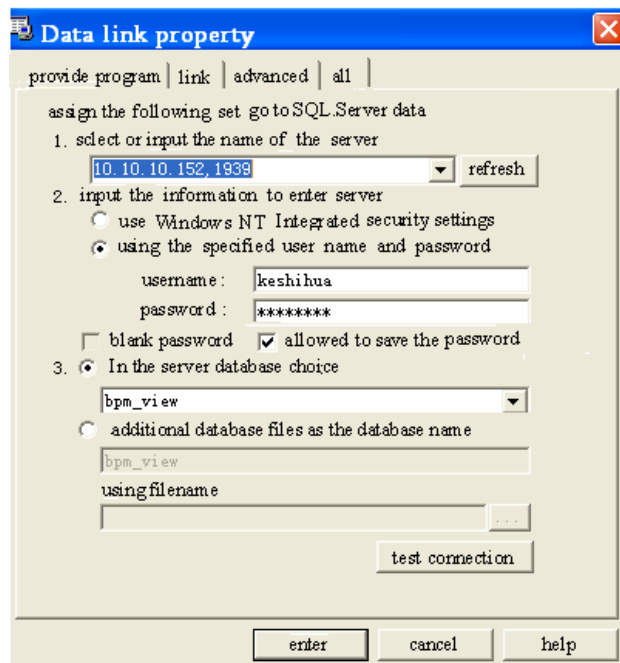 Data link property
provide program link advanced all
assign the following set go to SQL.Server data
1. sclect or input the name of the server
10.10.10.152,1939 refresh
2. input the information to enter server
use Windows NT Integrated security settings
using the specified user name and password
username: keshihua
password: ********
blank password allowed to save the password
3. In the server database choice
bpm_view
additional database files as the database name
bpm_view
using filename
...
test connection
enter cancel help